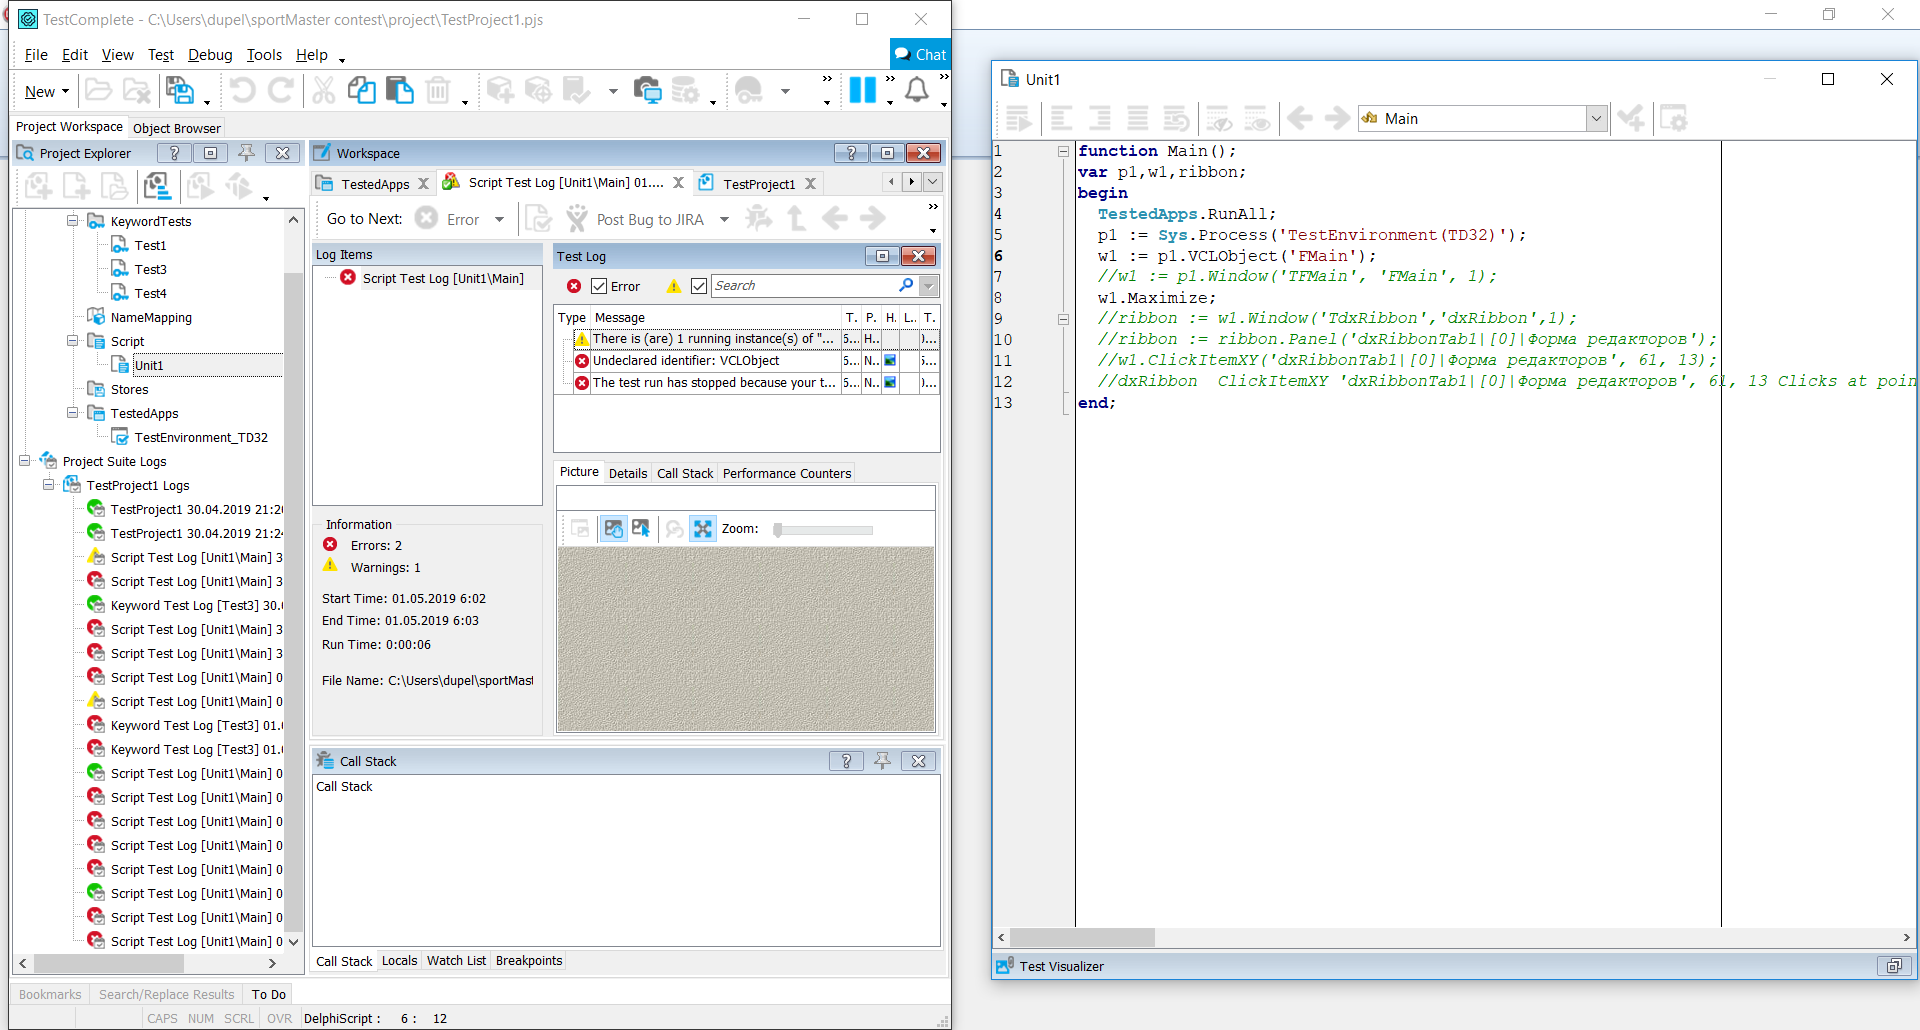 TestComplete - C:\Users\dupel\sportMaster contest\project\TestProject1.pjs
File Edit View Test Debug Tools Help
Chat
New
Project Workspace Object Browser
Project Explorer
KeywordTests
Test1
Test3
Test4
NameMapping
Script
Unit1
Stores
TestedApps
TestEnvironment_TD32
Project Suite Logs
TestProject1 Logs
TestProject1 30.04.2019 21:20
TestProject1 30.04.2019 21:24
Script Test Log [Unit1\Main] 3
Script Test Log [Unit1\Main] 3
Keyword Test Log [Test3] 30.0
Script Test Log [Unit1\Main] 3
Script Test Log [Unit1\Main] 3
Script Test Log [Unit1\Main] 0
Script Test Log [Unit1\Main] 0
Keyword Test Log [Test3] 01.0
Keyword Test Log [Test3] 01.0
Script Test Log [Unit1\Main] 0
Script Test Log [Unit1\Main] 0
Script Test Log [Unit1\Main] 0
Script Test Log [Unit1\Main] 0
Script Test Log [Unit1\Main] 0
Script Test Log [Unit1\Main] 0
Script Test Log [Unit1\Main] 0
Script Test Log [Unit1\Main] 0
Workspace
TestedApps Script Test Log [Unit1\Main] 01.... TestProject1
Go to Next: Error Post Bug to JIRA
Log Items
Script Test Log [Unit1\Main]
Information
Errors: 2
Warnings: 1
Start Time: 01.05.2019 6:02
End Time: 01.05.2019 6:03
Run Time: 0:00:06
File Name: C:\Users\dupel\sportMast
Test Log
Error Search
Type Message T. P. H. L.. T.
There is (are) 1 running instance(s) of "... 6... H..
Undeclared identifier: VCLObject 6... N..
The test run has stopped because your t... 6... N..
Picture Details Call Stack Performance Counters
Zoom:
Call Stack
Call Stack
Call Stack Locals Watch List Breakpoints
Bookmarks Search/Replace Results To Do
CAPS NUM SCRL OVR DelphiScript : 6 : 12
Unit1
Main
1 function Main();
2 var p1,w1,ribbon;
3 begin
4 TestedApps.RunAll;
5 p1 := Sys.Process('TestEnvironment(TD32)');
6 w1 := p1.VCLObject('FMain');
7 //w1 := p1.Window('TFMain', 'FMain', 1);
8 w1.Maximize;
9 //ribbon := w1.Window('TdxRibbon','dxRibbon',1);
10 //ribbon := ribbon.Panel('dxRibbonTab1|[0]|Форма редакторов');
11 //w1.ClickItemXY('dxRibbonTab1|[0]|Форма редакторов', 61, 13);
12 //dxRibbon ClickItemXY 'dxRibbonTab1|[0]|Форма редакторов', 61, 13 Clicks at poin
13 end;
Test Visualizer